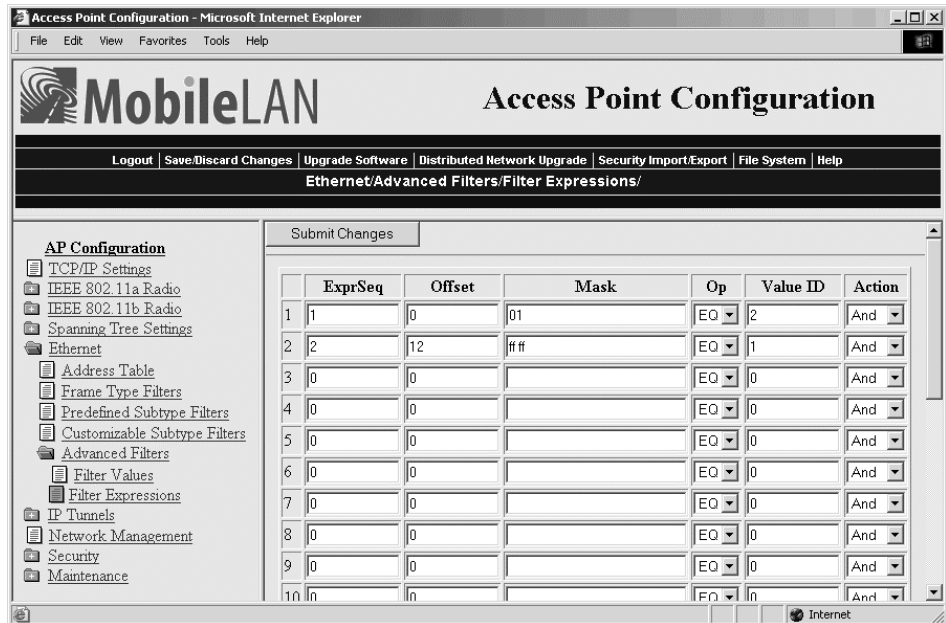 Access Point Configuration - Microsoft Internet Explorer
File Edit View Favorites Tools Help
MobileLAN
Access Point Configuration
Logout | Save/Discard Changes | Upgrade Software | Distributed Network Upgrade | Security Import/Export | File System | Help
Ethernet/Advanced Filters/Filter Expressions/
AP Configuration
TCP/IP Settings
IEEE 802.11a Radio
IEEE 802.11b Radio
Spanning Tree Settings
Ethernet
Address Table
Frame Type Filters
Predefined Subtype Filters
Customizable Subtype Filters
Advanced Filters
Filter Values
Filter Expressions
IP Tunnels
Network Management
Security
Maintenance
Submit Changes
ExprSeq Offset Mask Op Value ID Action
1 1 0 01 EQ 2 And
2 2 12 ff ff EQ 1 And
3 0 0 EQ 0 And
4 0 0 EQ 0 And
5 0 0 EQ 0 And
6 0 0 EQ 0 And
7 0 0 EQ 0 And
8 0 0 EQ 0 And
9 0 0 EQ 0 And
10 0 0 EQ 0 And
Internet